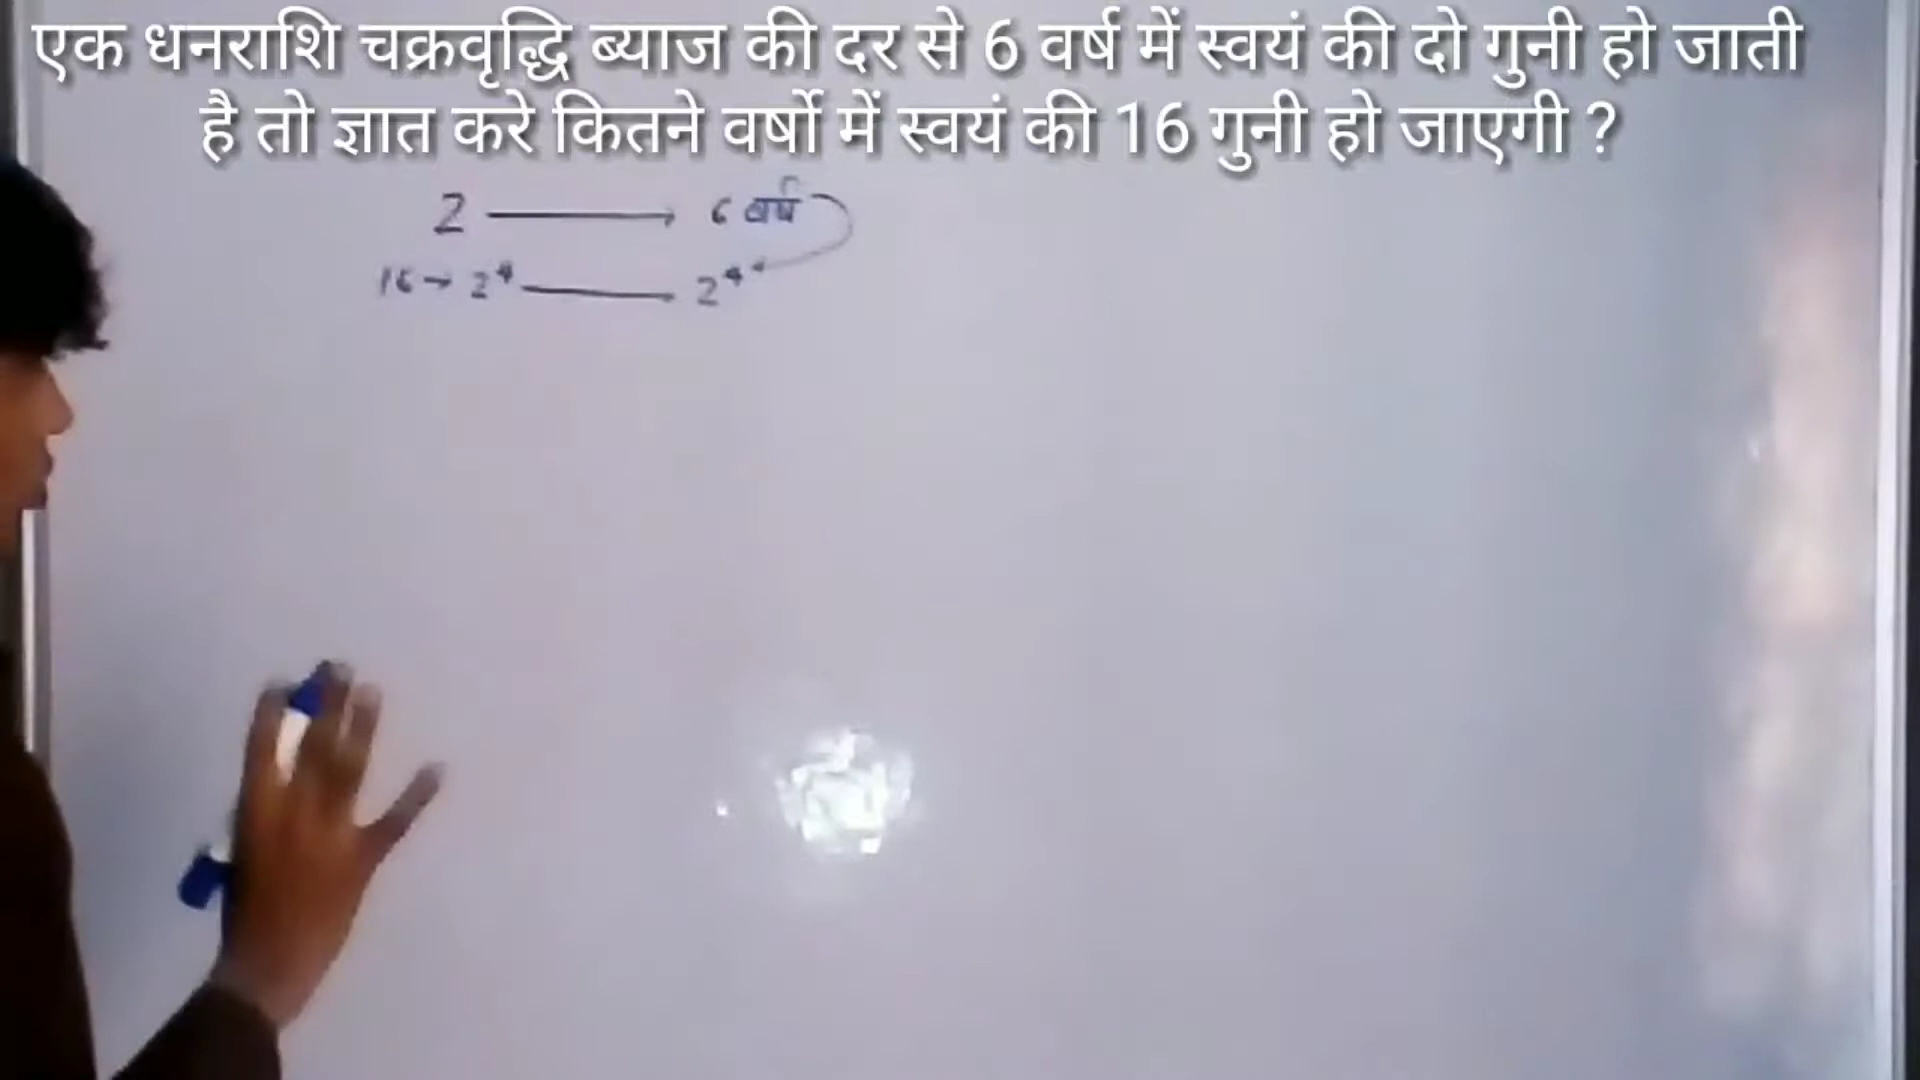 एक धनराशि चक्रवृद्धि ब्याज की दर से 6 वर्ष में स्वयं की दो गुनी हो जाती
है तो ज्ञात करे कितने वर्षो में स्वयं की 16 गुनी हो जाएगी ?
2 → 6 वर्ष
16 → 2⁴ → 2⁴